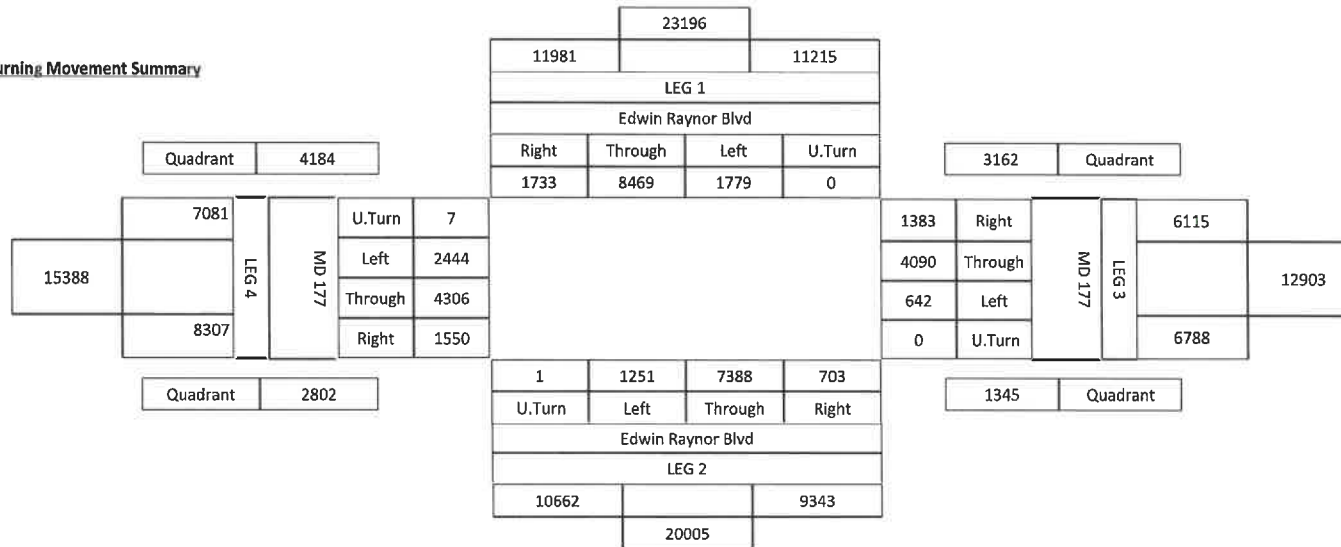 23196
11981 11215
urning Movement Summary
LEG 1
Edwin Raynor Blvd
Quadrant 4184
Right Through Left U.Turn
3162 Quadrant
1733 8469 1779 0
7081 LEG 4 MD 177 U.Turn 7
1383 Right MD 177 LEG 3 6115
15388 Left 2444
4090 Through 12903
Through 4306
642 Left
8307 Right 1550
0 U.Turn 6788
Quadrant 2802
1 1251 7388 703
1345 Quadrant
U.Turn Left Through Right
Edwin Raynor Blvd
LEG 2
10662 9343
20005